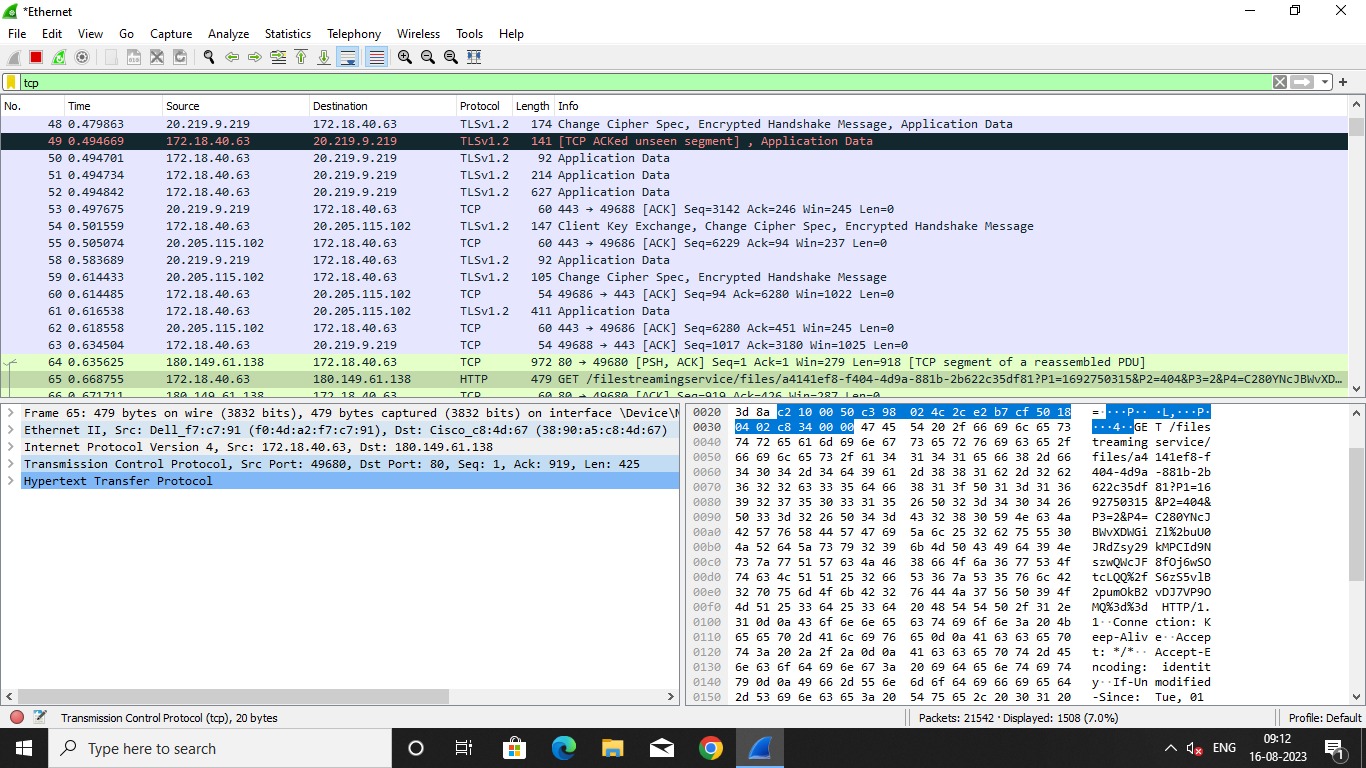 *Ethernet
File Edit View Go Capture Analyze Statistics Telephony Wireless Tools Help
tcp
No. Time Source Destination Protocol Length Info
48 0.479863 20.219.9.219 172.18.40.63 TLSv1.2 174 Change Cipher Spec, Encrypted Handshake Message, Application Data
49 0.494669 172.18.40.63 20.219.9.219 TLSv1.2 141 [TCP ACKed unseen segment] , Application Data
50 0.494701 172.18.40.63 20.219.9.219 TLSv1.2 92 Application Data
51 0.494734 172.18.40.63 20.219.9.219 TLSv1.2 214 Application Data
52 0.494842 172.18.40.63 20.219.9.219 TLSv1.2 627 Application Data
53 0.497675 20.219.9.219 172.18.40.63 TCP 60 443 → 49688 [ACK] Seq=3142 Ack=246 Win=245 Len=0
54 0.501559 172.18.40.63 20.205.115.102 TLSv1.2 147 Client Key Exchange, Change Cipher Spec, Encrypted Handshake Message
55 0.505074 20.205.115.102 172.18.40.63 TCP 60 443 → 49686 [ACK] Seq=6229 Ack=94 Win=237 Len=0
58 0.583689 20.219.9.219 172.18.40.63 TLSv1.2 92 Application Data
59 0.614433 20.205.115.102 172.18.40.63 TLSv1.2 105 Change Cipher Spec, Encrypted Handshake Message
60 0.614485 172.18.40.63 20.205.115.102 TCP 54 49686 → 443 [ACK] Seq=94 Ack=6280 Win=1022 Len=0
61 0.616538 172.18.40.63 20.205.115.102 TLSv1.2 411 Application Data
62 0.618558 20.205.115.102 172.18.40.63 TCP 60 443 → 49686 [ACK] Seq=6280 Ack=451 Win=245 Len=0
63 0.634504 172.18.40.63 20.219.9.219 TCP 54 49688 → 443 [ACK] Seq=1017 Ack=3180 Win=1025 Len=0
64 0.635625 180.149.61.138 172.18.40.63 TCP 972 80 → 49680 [PSH, ACK] Seq=1 Ack=1 Win=279 Len=918 [TCP segment of a reassembled PDU]
65 0.668755 172.18.40.63 180.149.61.138 HTTP 479 GET /filestreamingservice/files/a4141ef8-f404-4d9a-881b-2b622c35df81?P1=1692750315&P2=404&P3=2&P4=C280YNcJBWvXD…
66 0.671711 180.149.61.138 172.18.40.63 TCP 60 80 → 49680 [ACK] Seq=919 Ack=426 Win=287 Len=0
Frame 65: 479 bytes on wire (3832 bits), 479 bytes captured (3832 bits) on interface \Device\N
Ethernet II, Src: Dell_f7:c7:91 (f0:4d:a2:f7:c7:91), Dst: Cisco_c8:4d:67 (38:90:a5:c8:4d:67)
Internet Protocol Version 4, Src: 172.18.40.63, Dst: 180.149.61.138
Transmission Control Protocol, Src Port: 49680, Dst Port: 80, Seq: 1, Ack: 919, Len: 425
Hypertext Transfer Protocol
0020 3d 8a c2 10 00 50 c3 98 02 4c 2c e2 b7 cf 50 18 =····P·· ·L,···P·
0030 04 02 c8 34 00 00 47 45 54 20 2f 66 69 6c 65 73 ···4··GET /files
0040 74 72 65 61 6d 69 6e 67 73 65 72 76 69 63 65 2f treaming service/
0050 66 69 6c 65 73 2f 61 34 31 34 31 65 66 38 2d 66 files/a4 141ef8-f
0060 34 30 34 2d 34 64 39 61 2d 38 38 31 62 2d 32 62 404-4d9a -881b-2b
0070 36 32 32 63 33 35 64 66 38 31 3f 50 31 3d 31 36 622c35df 81?P1=16
0080 39 32 37 35 30 33 31 35 26 50 32 3d 34 30 34 26 92750315 &P2=404&
0090 50 33 3d 32 26 50 34 3d 43 32 38 30 59 4e 63 4a P3=2&P4= C280YNcJ
00a0 42 57 76 58 44 57 47 69 5a 6c 25 32 62 75 55 30 BWvXDWGi Zl%2buU0
00b0 4a 52 64 5a 73 79 32 39 6b 4d 50 43 49 64 39 4e JRdZsy29 kMPCId9N
00c0 73 7a 77 51 57 63 4a 46 38 66 4f 6a 36 77 53 4f szwQWcJF 8fOj6wSO
00d0 74 63 4c 51 51 25 32 66 53 36 7a 53 35 76 6c 42 tcLQQ%2f S6zS5vlB
00e0 32 70 75 6d 4f 6b 42 32 76 44 4a 37 56 50 39 4f 2pumOkB2 vDJ7VP9O
00f0 4d 51 25 33 64 25 33 64 20 48 54 54 50 2f 31 2e MQ%3d%3d HTTP/1.
0100 31 0d 0a 43 6f 6e 6e 65 63 74 69 6f 6e 3a 20 4b 1··Conne ction: K
0110 65 65 70 2d 41 6c 69 76 65 0d 0a 41 63 63 65 70 eep-Aliv e··Accep
0120 74 3a 20 2a 2f 2a 0d 0a 41 63 63 65 70 74 2d 45 t: */*·· Accept-E
0130 6e 63 6f 64 69 6e 67 3a 20 69 64 65 6e 74 69 74 ncoding: identit
0140 79 0d 0a 49 66 2d 55 6e 6d 6f 64 69 66 69 65 64 y··If-Un modified
0150 2d 53 69 6e 63 65 3a 20 54 75 65 2c 20 30 31 20 -Since: Tue, 01
Transmission Control Protocol (tcp), 20 bytes Packets: 21542 · Displayed: 1508 (7.0%) Profile: Default
Type here to search ENG 09:12
16-08-2023 1